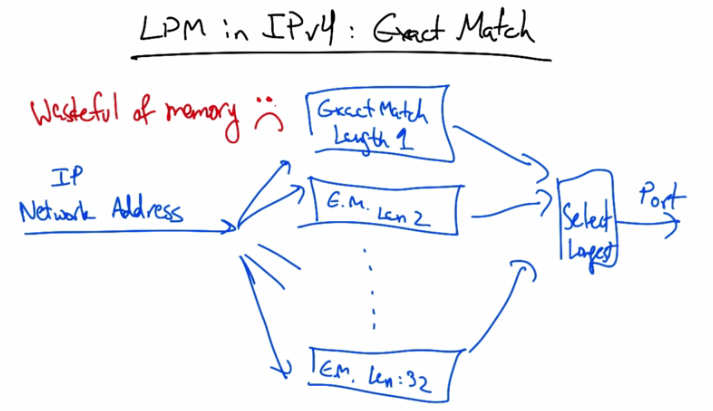 LPM in IPv4: Exact Match
Wasteful of memory :(
Exact Match
Length 1
IP
Network Address
E.M. Len 2
Port
Select
Longest
E.M. Len: 32